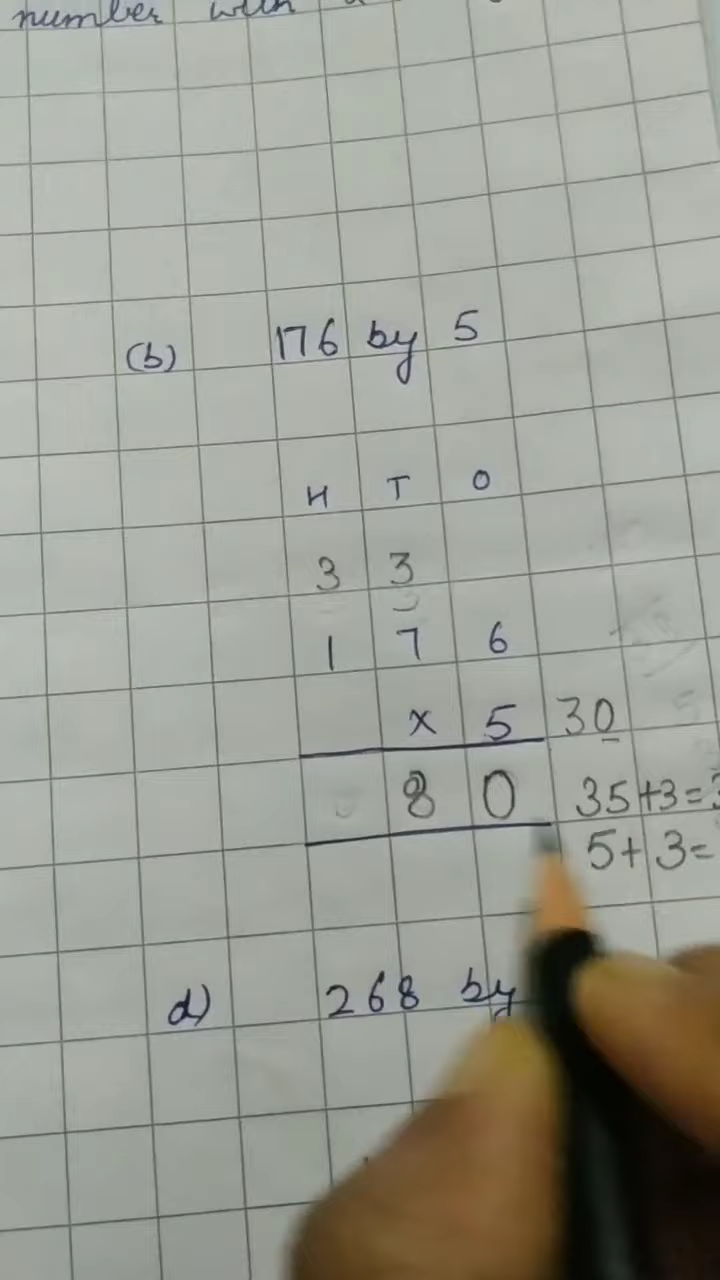 number with
(b) 176 by 5
H T O
3 3
1 7 6
x 5 30
8 0 35+3=
5+3=
d) 268 by